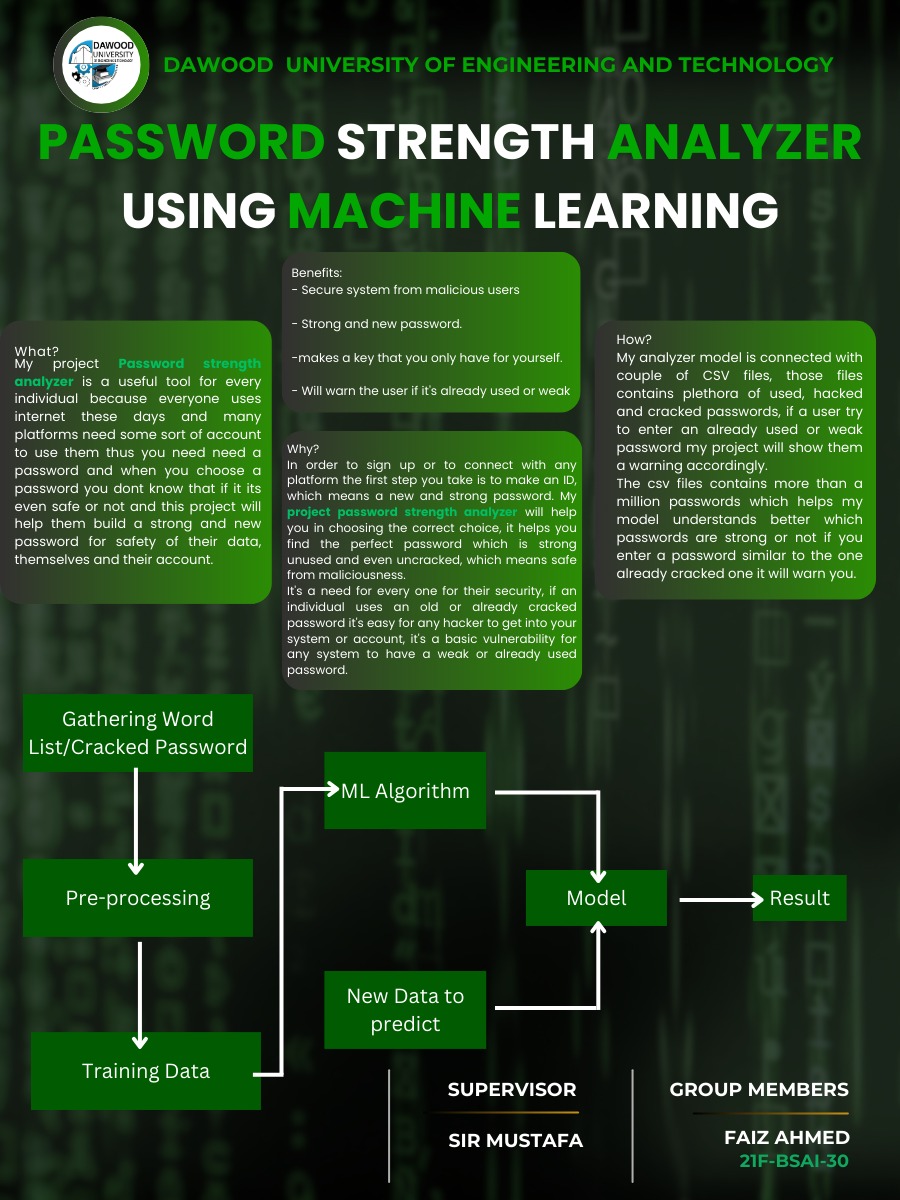 DAWOOD
UNIVERSITY
DAWOOD UNIVERSITY OF ENGINEERING AND TECHNOLOGY
PASSWORD STRENGTH ANALYZER
USING MACHINE LEARNING
Benefits:
- Secure system from malicious users
- Strong and new password.
-makes a key that you only have for yourself.
- Will warn the user if it's already used or weak
What?
My project Password strength
analyzer is a useful tool for every
individual because everyone uses
internet these days and many
platforms need some sort of account
to use them thus you need need a
password and when you choose a
password you dont know that if it its
even safe or not and this project will
help them build a strong and new
password for safety of their data,
themselves and their account.
Why?
In order to sign up or to connect with any
platform the first step you take is to make an ID,
which means a new and strong password. My
project password strength analyzer will help
you in choosing the correct choice, it helps you
find the perfect password which is strong
unused and even uncracked, which means safe
from maliciousness.
It's a need for every one for their security, if an
individual uses an old or already cracked
password it's easy for any hacker to get into your
system or account, it's a basic vulnerability for
any system to have a weak or already used
password.
How?
My analyzer model is connected with
couple of CSV files, those files
contains plethora of used, hacked
and cracked passwords, if a user try
to enter an already used or weak
password my project will show them
a warning accordingly.
The csv files contains more than a
million passwords which helps my
model understands better which
passwords are strong or not if you
enter a password similar to the one
already cracked one it will warn you.
Gathering Word
List/Cracked Password
Pre-processing
Training Data
ML Algorithm
New Data to
predict
Model
Result
SUPERVISOR
SIR MUSTAFA
GROUP MEMBERS
FAIZ AHMED
21F-BSAI-30